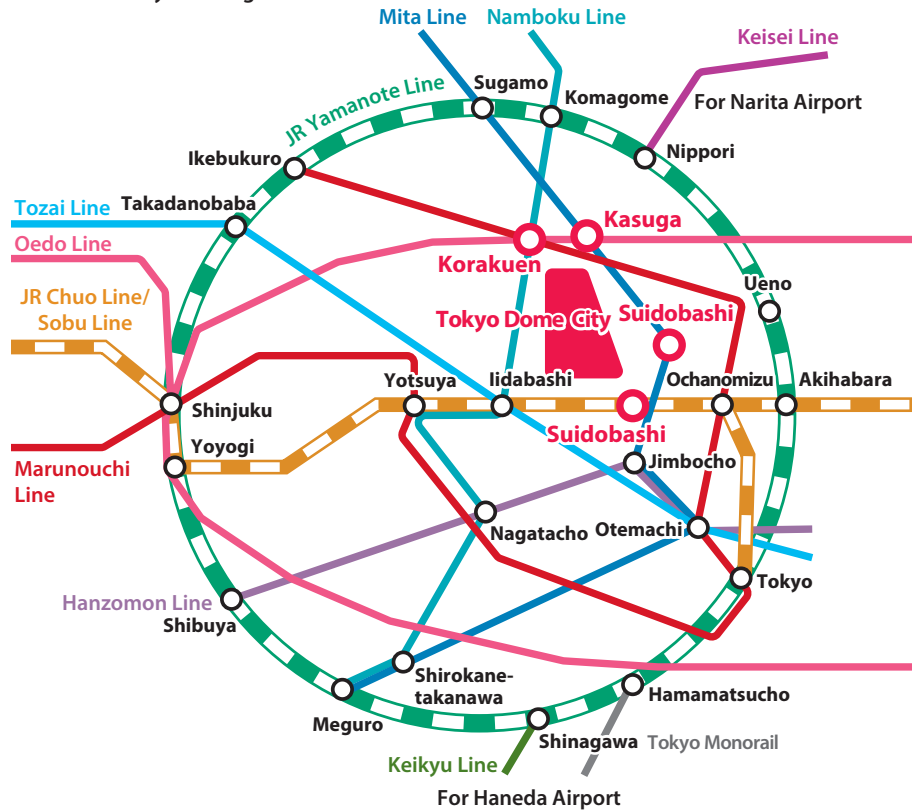 Mita Line
Namboku Line
Keisei Line
Sugamo
JR Yamanote Line
Komagome
For Narita Airport
Ikebukuro
Nippori
Takadanobaba
Tozai Line
Kasuga
Oedo Line
Korakuen
Ueno
JR Chuo Line/
Sobu Line
Tokyo Dome City
Suidobashi
Yotsuya
Iidabashi
Ochanomizu
Akihabara
Shinjuku
Suidobashi
Yoyogi
Marunouchi
Line
Jimbocho
Nagatacho
Otemachi
Tokyo
Hanzomon Line
Shibuya
Shirokane-
takanawa
Hamamatsucho
Meguro
Shinagawa
Tokyo Monorail
Keikyu Line
For Haneda Airport